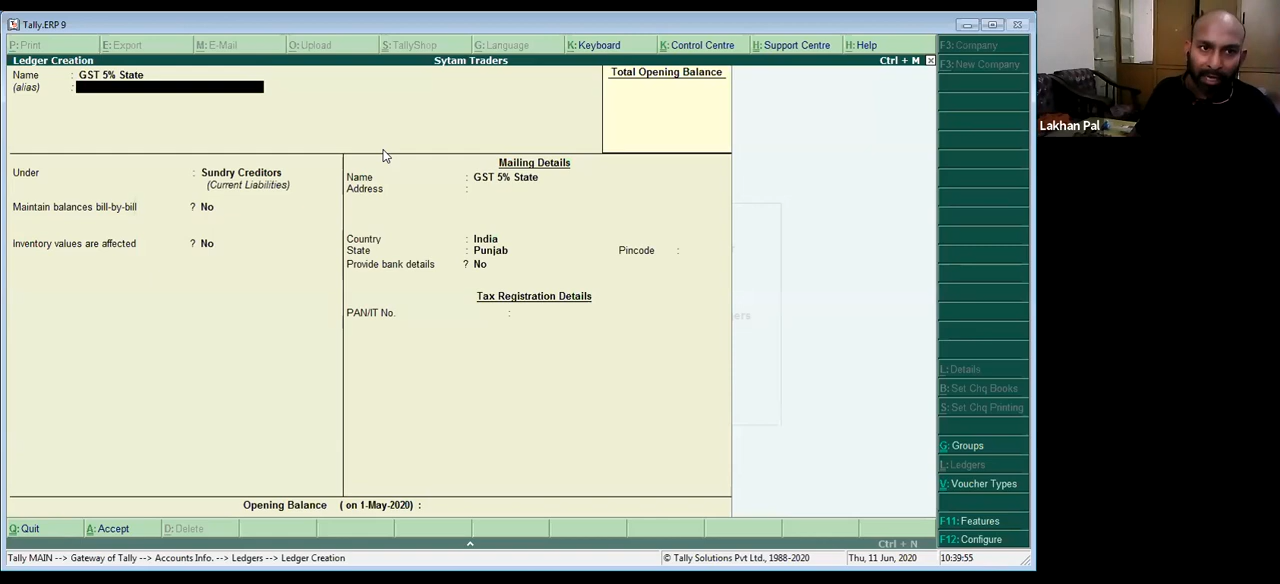 Tally.ERP 9
P: Print E: Export M: E-Mail O: Upload S: TallyShop G: Language K: Keyboard K: Control Centre H: Support Centre H: Help
Ledger Creation Sytam Traders Ctrl + M
Name : GST 5% State
(alias) :
Total Opening Balance
Under : Sundry Creditors
(Current Liabilities)
Maintain balances bill-by-bill ? No
Inventory values are affected ? No
Mailing Details
Name : GST 5% State
Address :
Country : India
State : Punjab Pincode :
Provide bank details ? No
Tax Registration Details
PAN/IT No. :
Opening Balance ( on 1-May-2020) :
Q: Quit A: Accept D: Delete
Ctrl + N
Tally MAIN --> Gateway of Tally --> Accounts Info. --> Ledgers --> Ledger Creation © Tally Solutions Pvt Ltd., 1988-2020 Thu, 11 Jun, 2020 10:39:55
F3: Company
F3: New Company
L: Details
B: Set Chq Books
S: Set Chq Printing
G: Groups
L: Ledgers
V: Voucher Types
F11: Features
F12: Configure
Lakhan Pal